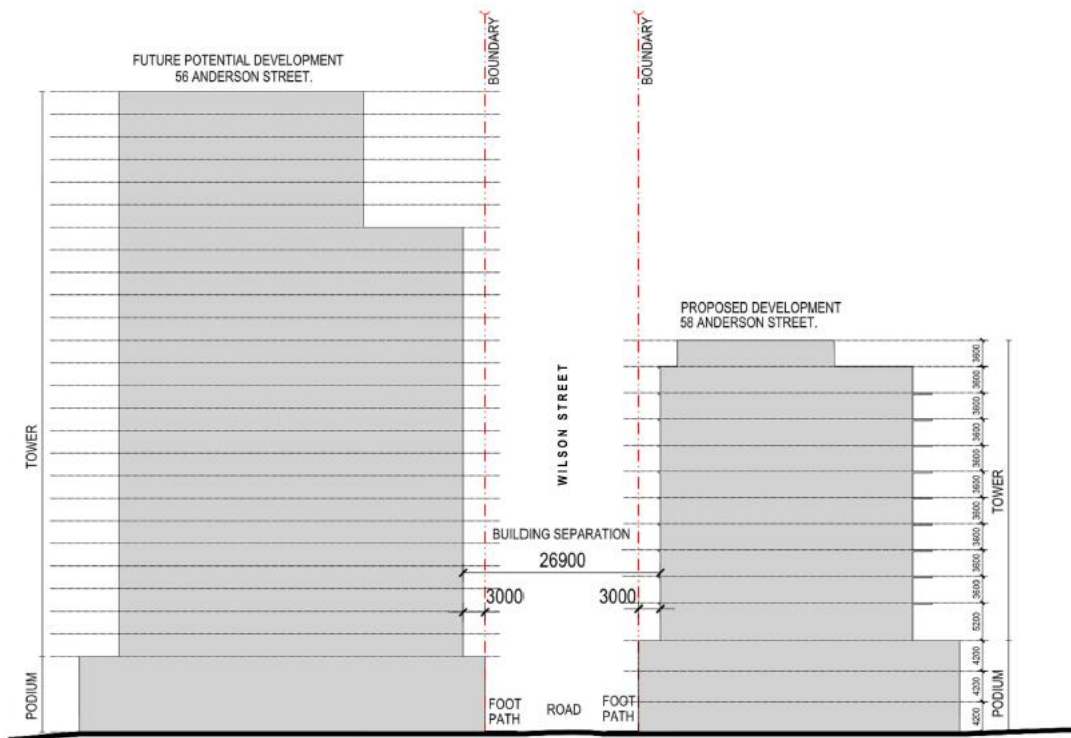 FUTURE POTENTIAL DEVELOPMENT
56 ANDERSON STREET.
BOUNDARY
BOUNDARY
PROPOSED DEVELOPMENT
58 ANDERSON STREET.
TOWER
PODIUM
WILSON STREET
BUILDING SEPARATION
26900
3000
3000
FOOT
PATH
ROAD
FOOT
PATH
3600
3600
3600
3600
3600
3600
3600
3600
3600
3600
5200
4200
4200
4200
TOWER
PODIUM